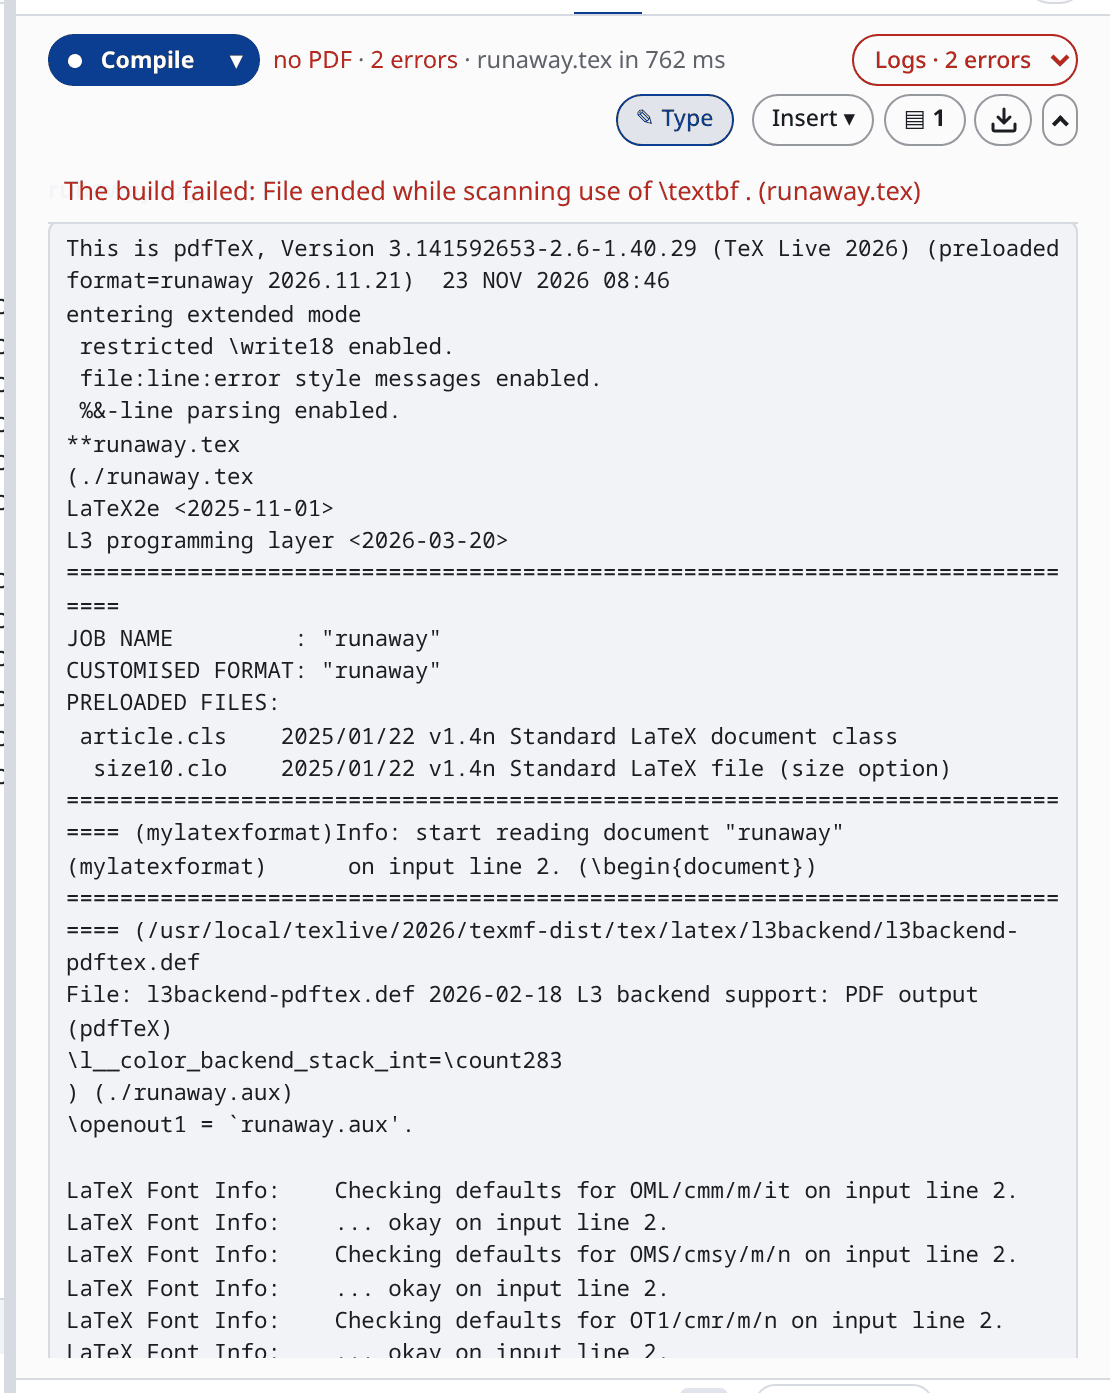 Compile ▾ no PDF · 2 errors · runaway.tex in 762 ms Logs · 2 errors
✎ Type Insert ▾ ▤ 1
The build failed: File ended while scanning use of \textbf . (runaway.tex)
This is pdfTeX, Version 3.141592653-2.6-1.40.29 (TeX Live 2026) (preloaded
format=runaway 2026.11.21)  23 NOV 2026 08:46
entering extended mode
 restricted \write18 enabled.
 file:line:error style messages enabled.
 %&-line parsing enabled.
**runaway.tex
(./runaway.tex
LaTeX2e <2025-11-01>
L3 programming layer <2026-03-20>
==========================================================================
====
JOB NAME         : "runaway"
CUSTOMISED FORMAT: "runaway"
PRELOADED FILES:
 article.cls    2025/01/22 v1.4n Standard LaTeX document class
  size10.clo    2025/01/22 v1.4n Standard LaTeX file (size option)
==========================================================================
==== (mylatexformat)Info: start reading document "runaway"
(mylatexformat)      on input line 2. (\begin{document})
==========================================================================
==== (/usr/local/texlive/2026/texmf-dist/tex/latex/l3backend/l3backend-
pdftex.def
File: l3backend-pdftex.def 2026-02-18 L3 backend support: PDF output
(pdfTeX)
\l__color_backend_stack_int=\count283
) (./runaway.aux)
\openout1 = `runaway.aux'.

LaTeX Font Info:    Checking defaults for OML/cmm/m/it on input line 2.
LaTeX Font Info:    ... okay on input line 2.
LaTeX Font Info:    Checking defaults for OMS/cmsy/m/n on input line 2.
LaTeX Font Info:    ... okay on input line 2.
LaTeX Font Info:    Checking defaults for OT1/cmr/m/n on input line 2.
LaTeX Font Info:    ... okay on input line 2.